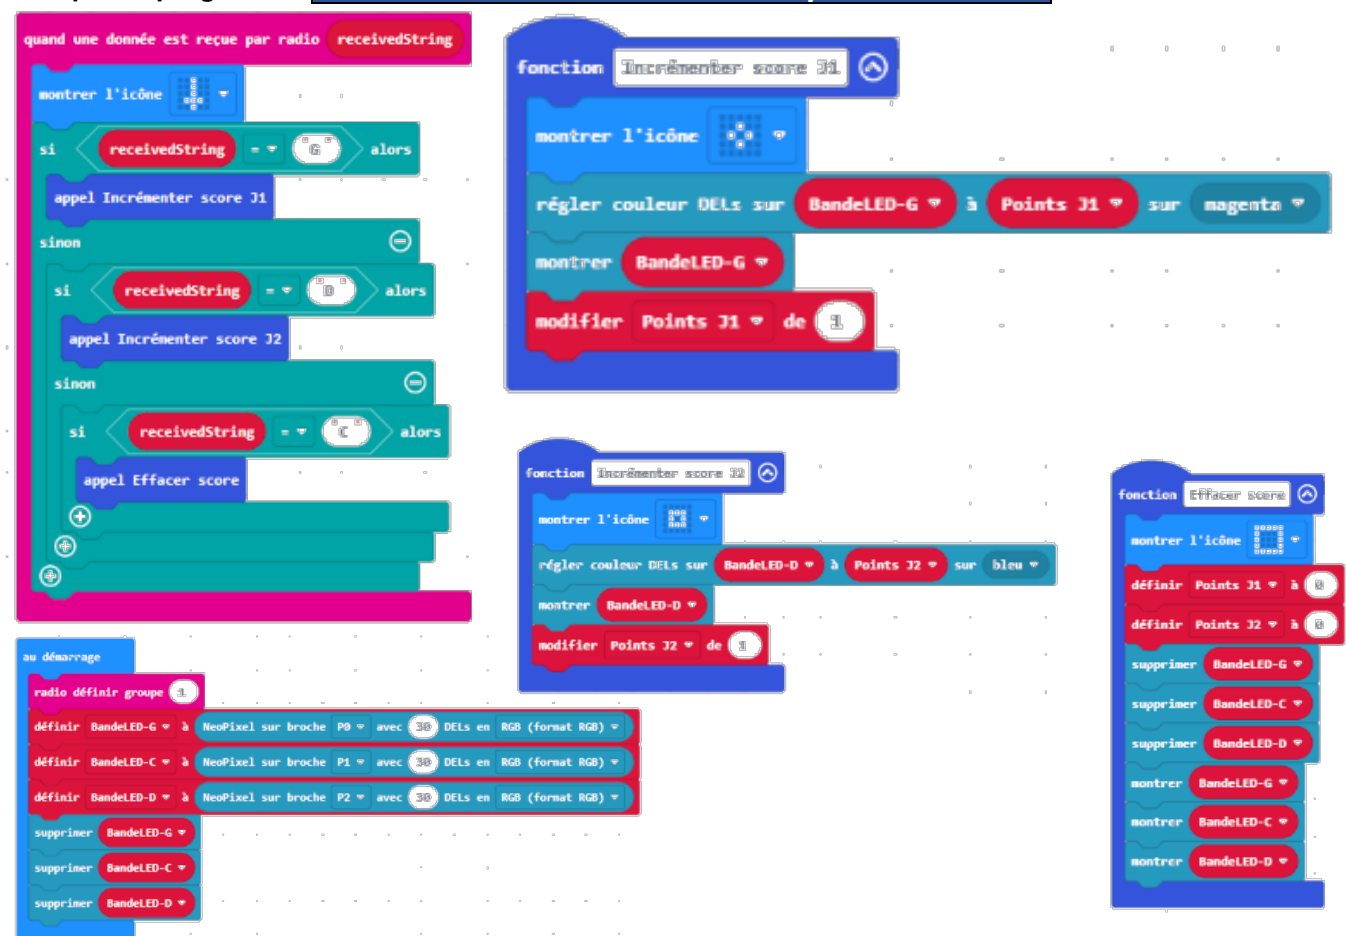 quand une donnée est reçue par radio receivedString
montrer l'icône
si receivedString = "G" alors
appel Incrémenter score J1
sinon
si receivedString = "D" alors
appel Incrémenter score J2
sinon
si receivedString = "C" alors
appel Effacer score
fonction Incrémenter score J1
montrer l'icône
régler couleur DELs sur BandeLED-G à Points J1 sur magenta
montrer BandeLED-G
modifier Points J1 de 1
fonction Incrémenter score J2
montrer l'icône
régler couleur DELs sur BandeLED-D à Points J2 sur bleu
montrer BandeLED-D
modifier Points J2 de 1
fonction Effacer score
montrer l'icône
définir Points J1 à 0
définir Points J2 à 0
supprimer BandeLED-G
supprimer BandeLED-C
supprimer BandeLED-D
montrer BandeLED-G
montrer BandeLED-C
montrer BandeLED-D
au démarrage
radio définir groupe 1
définir BandeLED-G à NeoPixel sur broche P0 avec 30 DELs en RGB (format RGB)
définir BandeLED-C à NeoPixel sur broche P1 avec 30 DELs en RGB (format RGB)
définir BandeLED-D à NeoPixel sur broche P2 avec 30 DELs en RGB (format RGB)
supprimer BandeLED-G
supprimer BandeLED-C
supprimer BandeLED-D